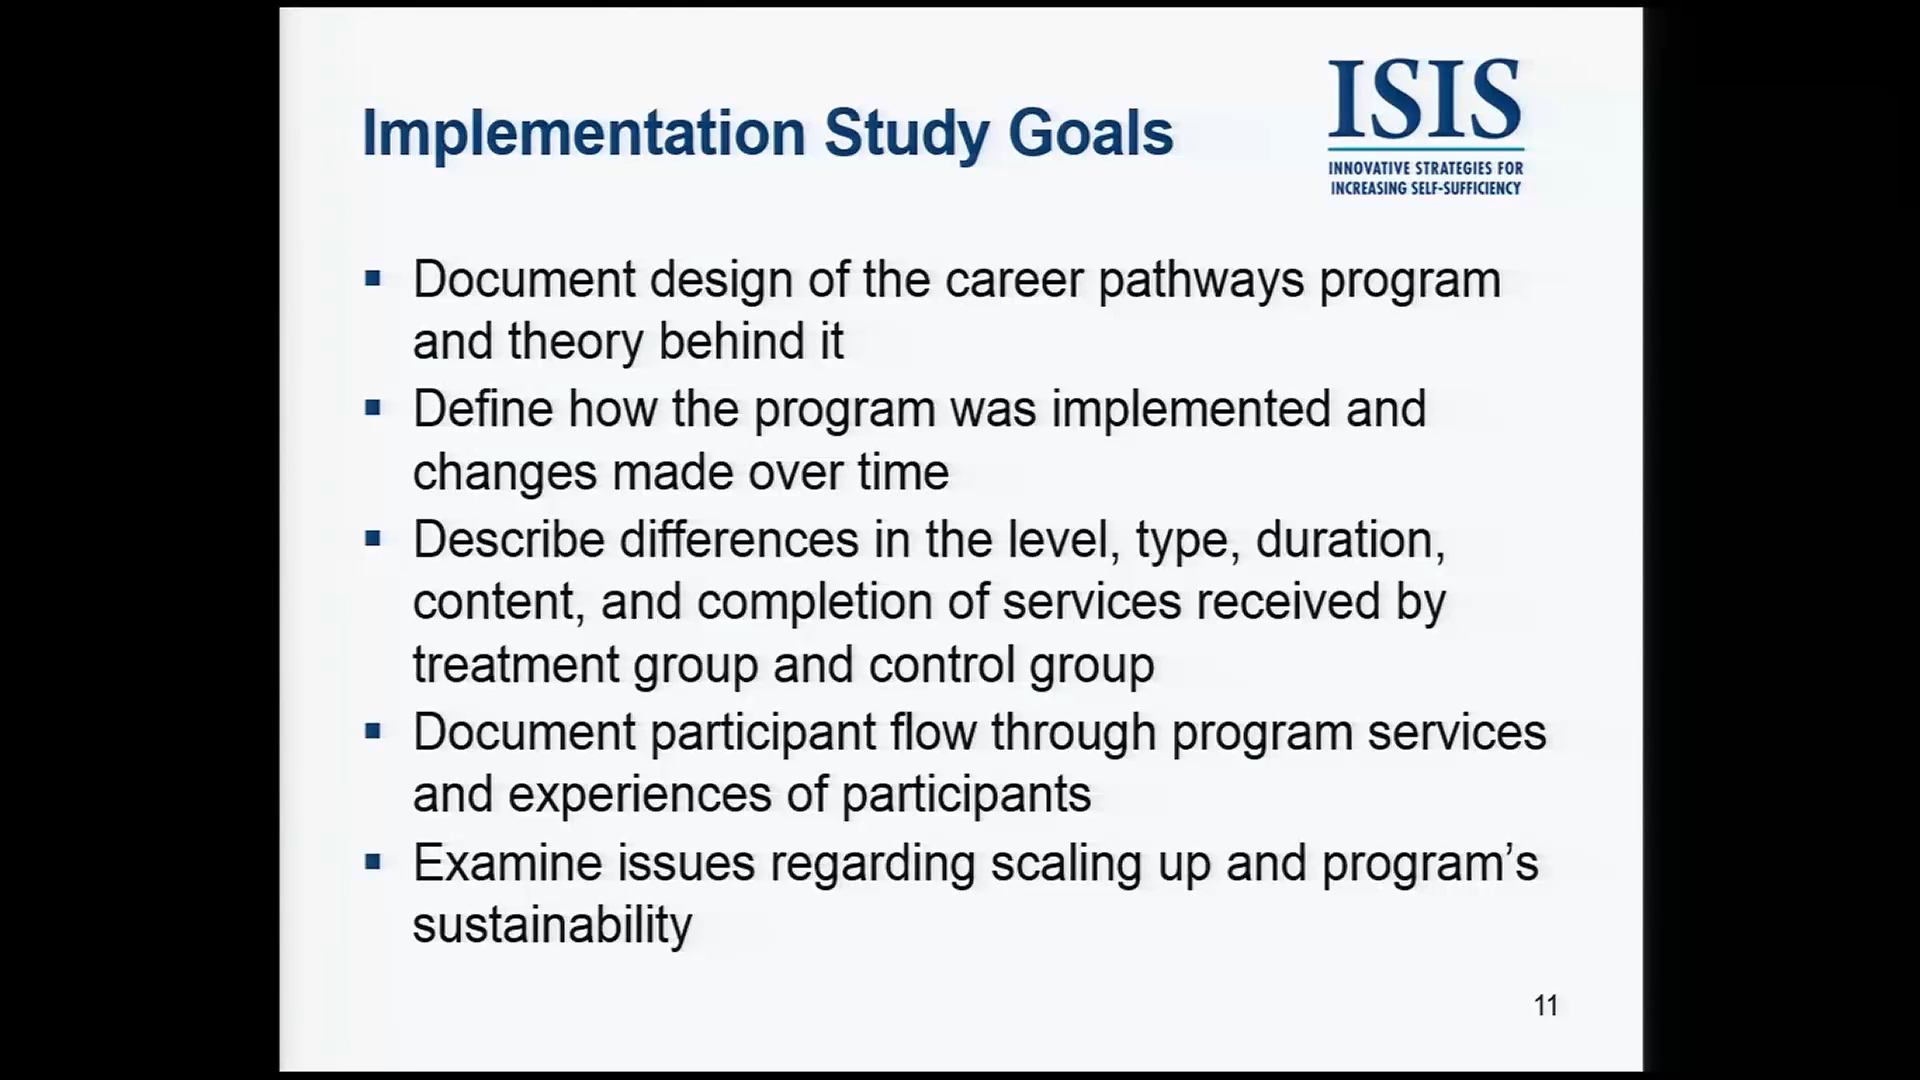 ISIS
INNOVATIVE STRATEGIES FOR
INCREASING SELF-SUFFICIENCY
Implementation Study Goals
▪ Document design of the career pathways program
and theory behind it
▪ Define how the program was implemented and
changes made over time
▪ Describe differences in the level, type, duration,
content, and completion of services received by
treatment group and control group
▪ Document participant flow through program services
and experiences of participants
▪ Examine issues regarding scaling up and program’s
sustainability
11